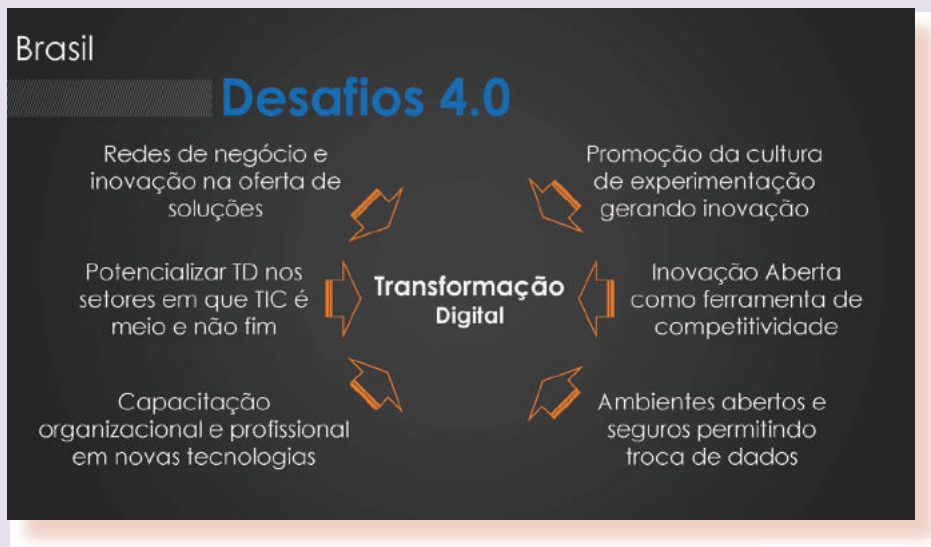 Brasil
Desafios 4.0
Redes de negócio e
inovação na oferta de
soluções
Potencializar TD nos
setores em que TIC é
meio e não fim
Capacitação
organizacional e profissional
em novas tecnologias
Transformação
Digital
Promoção da cultura
de experimentação
gerando inovação
Inovação Aberta
como ferramenta de
competitividade
Ambientes abertos e
seguros permitindo
troca de dados